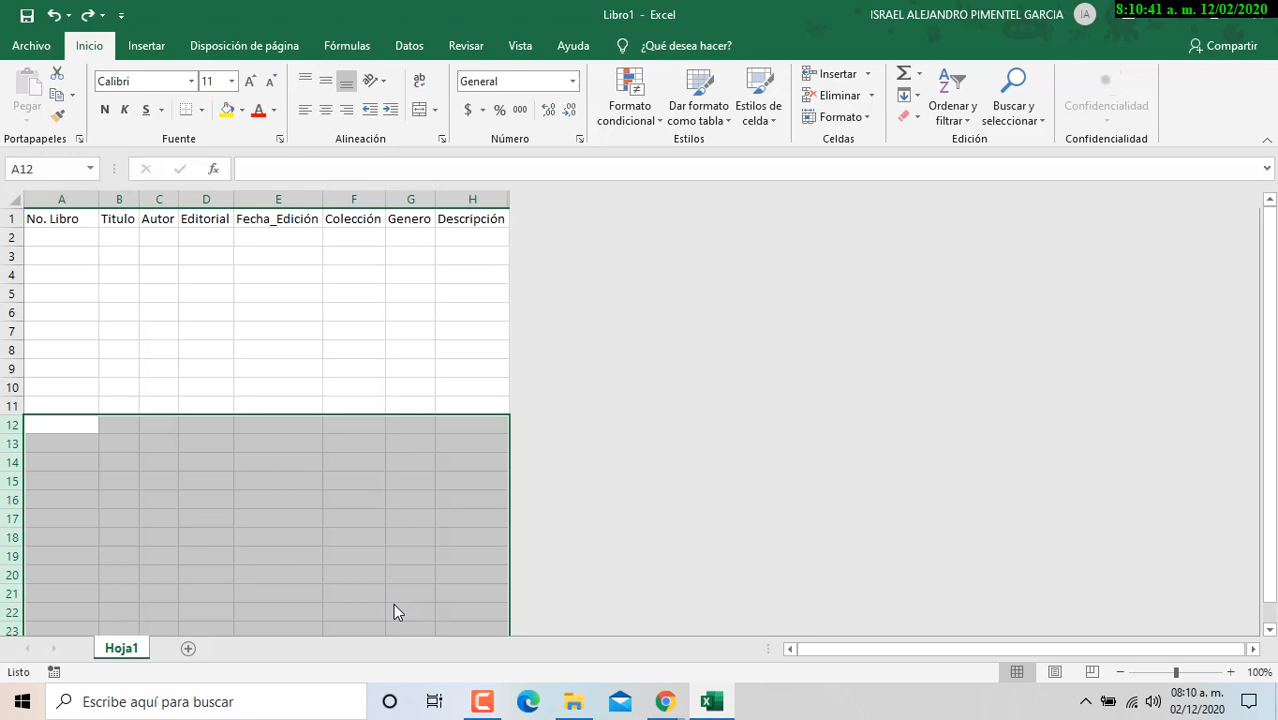 Libro1 - Excel
ISRAEL ALEJANDRO PIMENTEL GARCIA
IA
8:10:41 a. m. 12/02/2020
Archivo
Inicio
Insertar
Disposición de página
Fórmulas
Datos
Revisar
Vista
Ayuda
¿Qué desea hacer?
Compartir
Pegar
Calibri
11
N K S
ab
General
$ % 000
Formato condicional
Dar formato como tabla
Estilos de celda
Insertar
Eliminar
Formato
Ordenar y filtrar
Buscar y seleccionar
Confidencialidad
Portapapeles
Fuente
Alineación
Número
Estilos
Celdas
Edición
Confidencialidad
A12
fx
A B C D E F G H
1 No. Libro Titulo Autor Editorial Fecha_Edición Colección Genero Descripción
2
3
4
5
6
7
8
9
10
11
12
13
14
15
16
17
18
19
20
21
22
23
Hoja1
Listo
100%
Escribe aquí para buscar
08:10 a. m.
02/12/2020